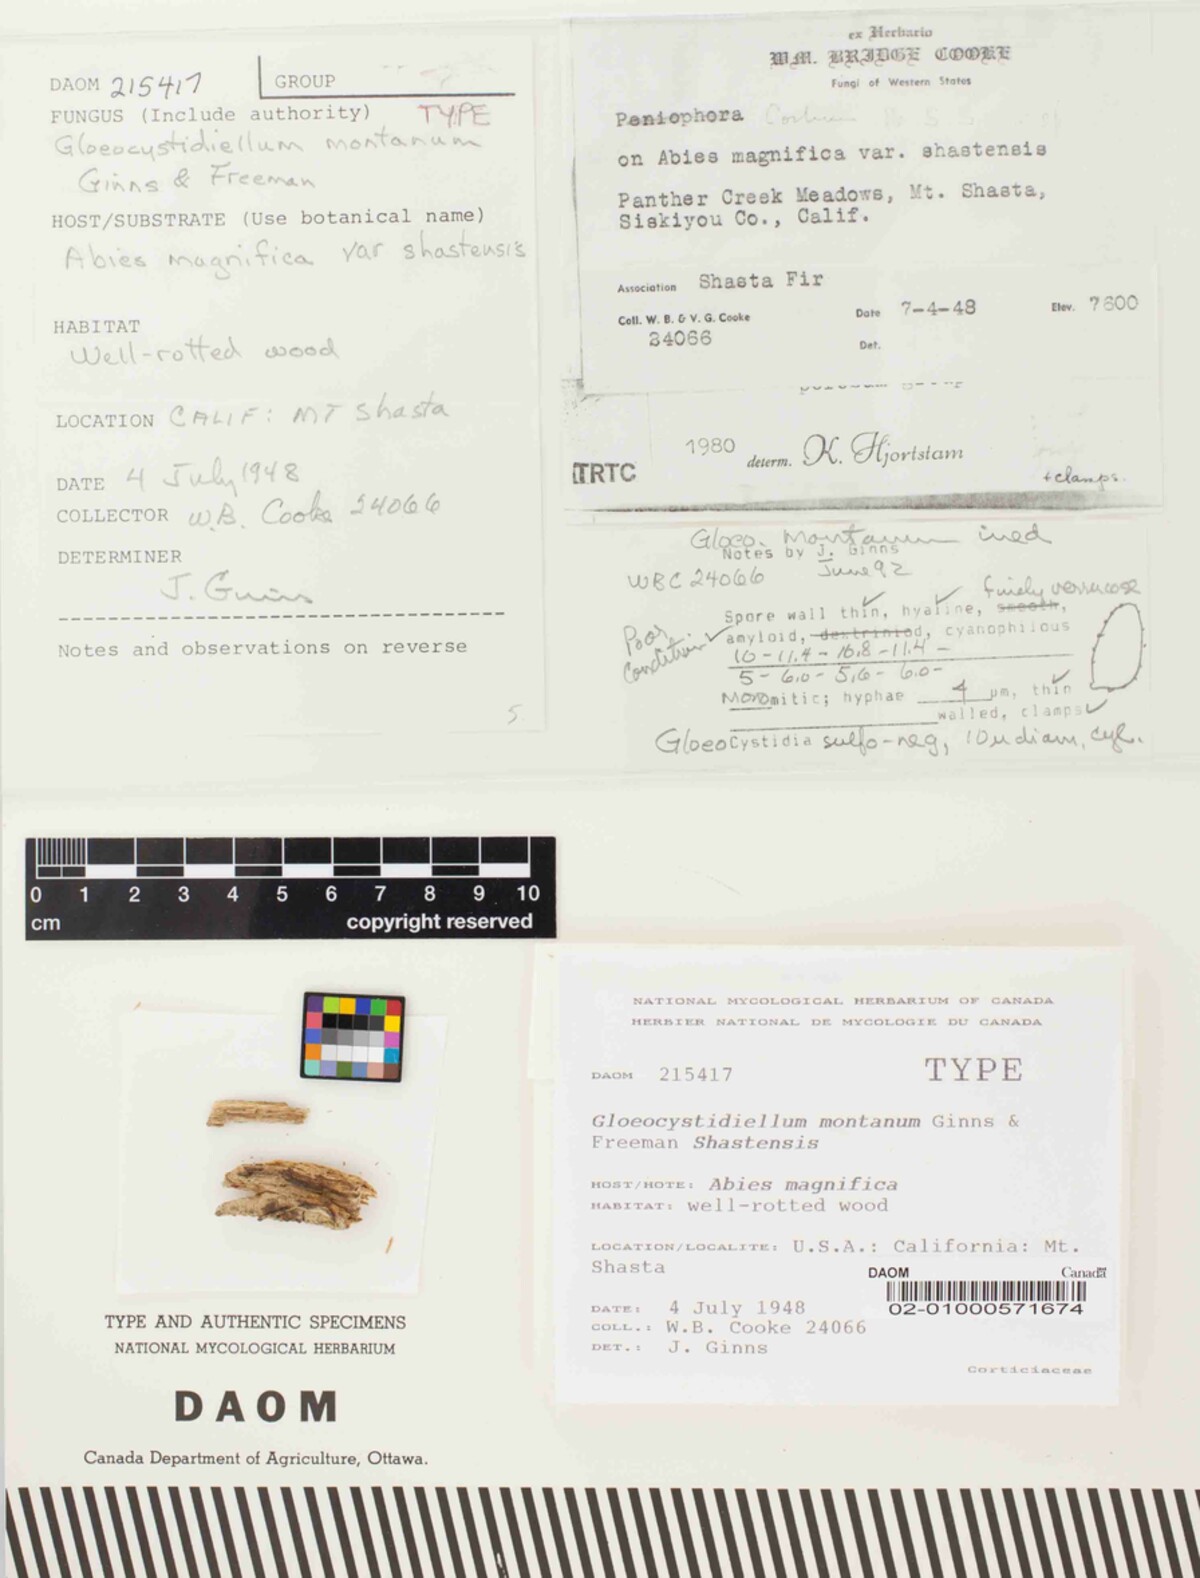 DAOM 215417 GROUP
FUNGUS (Include authority) TYPE
Gloeocystidiellum montanum
Ginns & Freeman
HOST/SUBSTRATE (Use botanical name)
Abies magnifica var shastensis
HABITAT
Well-rotted wood
LOCATION CALIF: MT Shasta
DATE 4 July 1948
COLLECTOR W.B. Cooke 24066
DETERMINER
J. Ginns
Notes and observations on reverse
5
ex Herbario
WM. BRIDGE COOKE
Fungi of Western States
Peniophora
on Abies magnifica var. shastensis
Panther Creek Meadows, Mt. Shasta,
Siskiyou Co., Calif.
Association Shasta Fir
Coll. W. B. & V. G. Cooke Date 7-4-48 Elev. 7600
24066 Det.
1980 determ. K. Hjortstam
TRTC
+clamps.
Gloeo. montanum ined
Notes by J. Ginns
WBC 24066 June 92
finely verrucose
Spore wall thin, hyaline, smooth,
Poor condition
amyloid, dextriniod, cyanophilous
10-11.4-10.8-11.4-
5-6.0-5.6-6.0-
Monomitic; hyphae 4 µm, thin
walled, clamps
Gloeocystidia sulfo-neg, 10u diam, cyl.
0 1 2 3 4 5 6 7 8 9 10
cm copyright reserved
NATIONAL MYCOLOGICAL HERBARIUM OF CANADA
HERBIER NATIONAL DE MYCOLOGIE DU CANADA
DAOM 215417 TYPE
Gloeocystidiellum montanum Ginns &
Freeman Shastensis
HOST/HOTE: Abies magnifica
HABITAT: well-rotted wood
LOCATION/LOCALITE: U.S.A.: California: Mt.
Shasta
DAOM Canada
02-01000571674
DATE: 4 July 1948
COLL.: W.B. Cooke 24066
DET.: J. Ginns
Corticiaceae
TYPE AND AUTHENTIC SPECIMENS
NATIONAL MYCOLOGICAL HERBARIUM
DAOM
Canada Department of Agriculture, Ottawa.